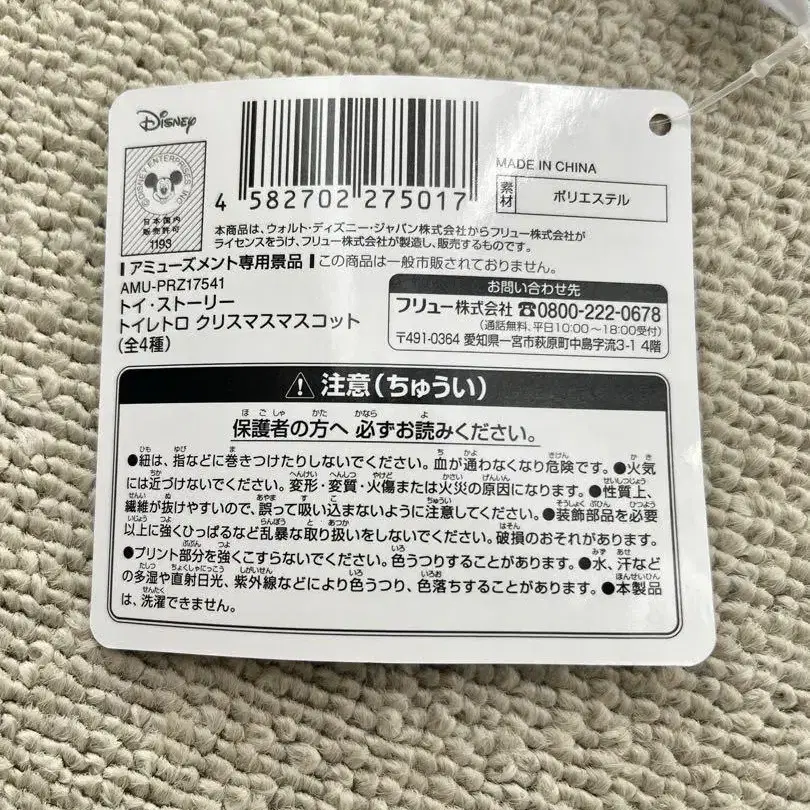 Disney
©DISNEY ENTERPRISES, INC.
日本国内
販売許可
1193
4 582702 275017
MADE IN CHINA
素材 ポリエステル
本商品は、ウォルト・ディズニー・ジャパン株式会社からフリュー株式会社が
ライセンスをうけ、フリュー株式会社が製造し、販売するものです。
アミューズメント専用景品 この商品は一般市販されておりません。
AMU-PRZ17541
トイ・ストーリー
トイレトロ クリスマスマスコット
(全4種)
お問い合わせ先
フリュー株式会社 ☎0800-222-0678
(通話無料、平日10:00~18:00受付)
〒491-0364 愛知県一宮市萩原町中島字流3-1 4階
⚠注意(ちゅうい)
保護者の方へ 必ずお読みください。
●紐は、指などに巻きつけたりしないでください。血が通わなくなり危険です。●火気
には近づけないでください。変形・変質・火傷または火災の原因になります。●性質上、
繊維が抜けやすいので、誤って吸い込まないように注意してください。●装飾部品を必要
以上に強くひっぱるなど乱暴な取り扱いをしないでください。破損のおそれがあります。
●プリント部分を強くこすらないでください。色うつりすることがあります。●水、汗など
の多湿や直射日光、紫外線などにより色うつり、色落ちすることがあります。●本製品
は、洗濯できません。